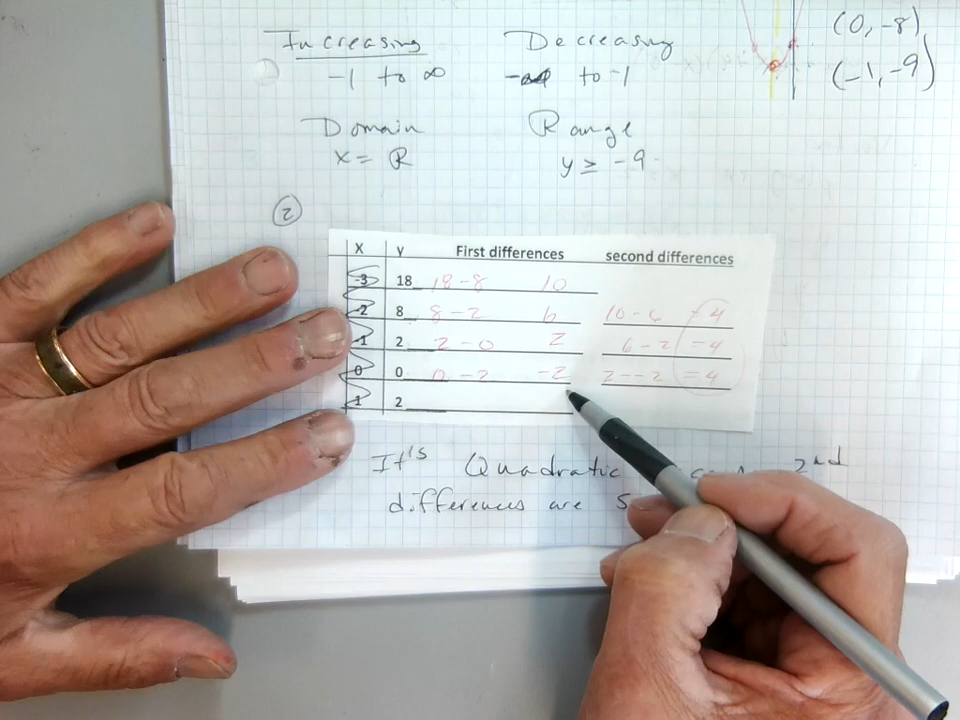 Increasing Decreasing (0, -8)
-1 to ∞ to -1 (-1, -9)
Domain Range
x = ℝ y ≥ -9
2
x y First differences second differences
-3 18 18-8 10
-2 8 8-2 6 10-6 = 4
-1 2 2-0 2 6-2 = 4
0 0 0-2 -2 2--2 = 4
1 2
It's Quadratic 2nd
differences are